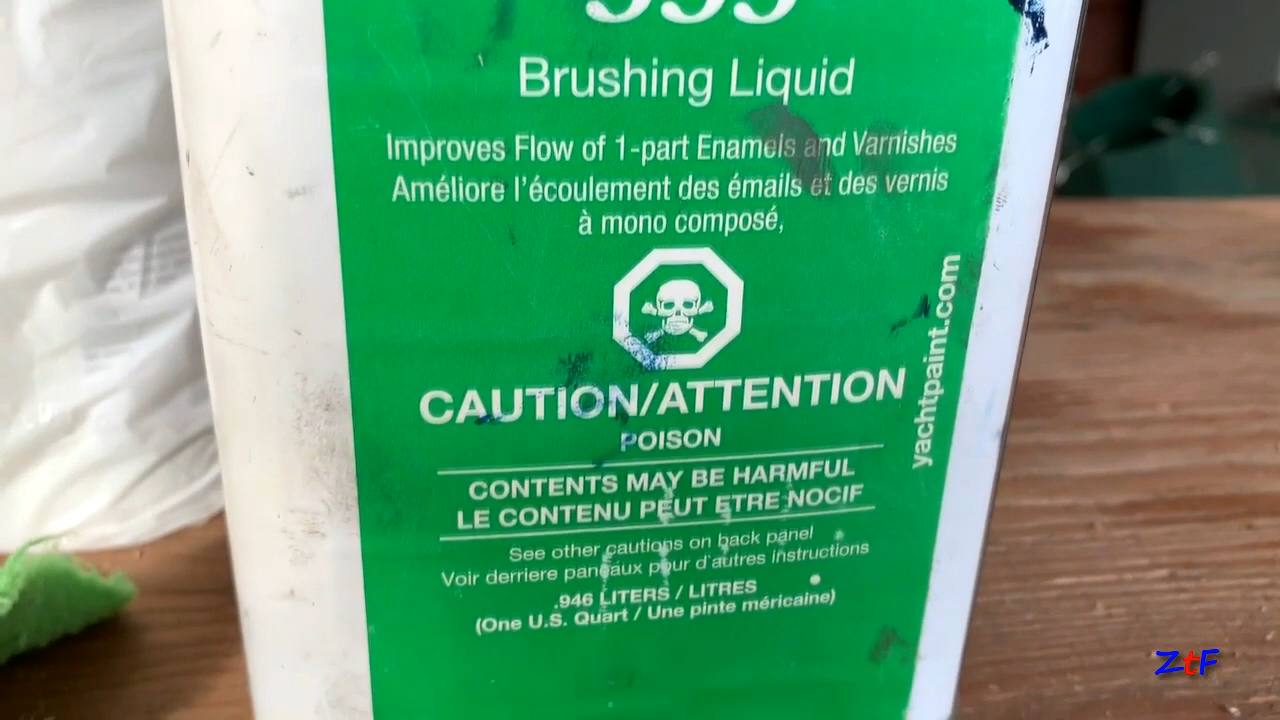 Brushing Liquid
Improves Flow of 1-part Enamels and Varnishes
Améliore l'écoulement des émails et des vernis
à mono composé,
CAUTION/ATTENTION
POISON
CONTENTS MAY BE HARMFUL
LE CONTENU PEUT ETRE NOCIF
See other cautions on back panel
Voir derriere paneaux pour d'autres instructions
.946 LITERS / LITRES
(One U.S. Quart / Une pinte méricaine)
yachtpaint.com
ZtF